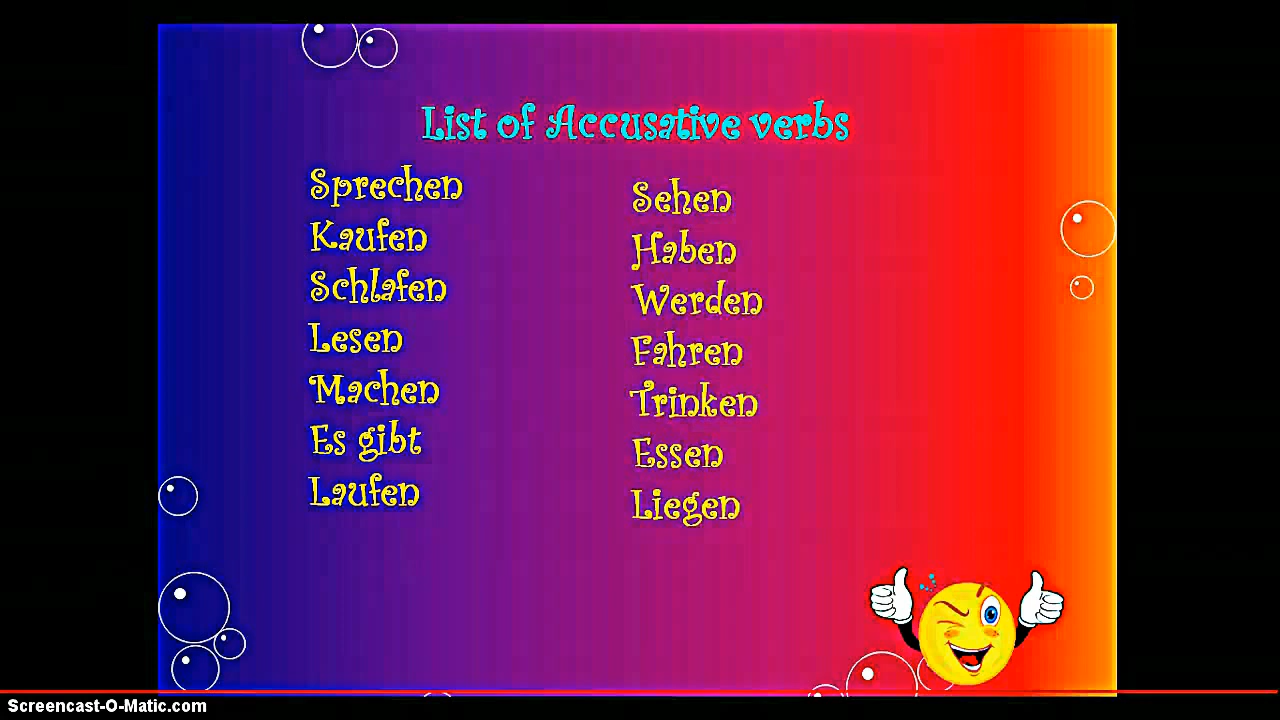 List of Accusative verbs
Sprechen
Kaufen
Schlafen
Lesen
Machen
Es gibt
Laufen
Sehen
Haben
Werden
Fahren
Trinken
Essen
Liegen
Screencast-O-Matic.com